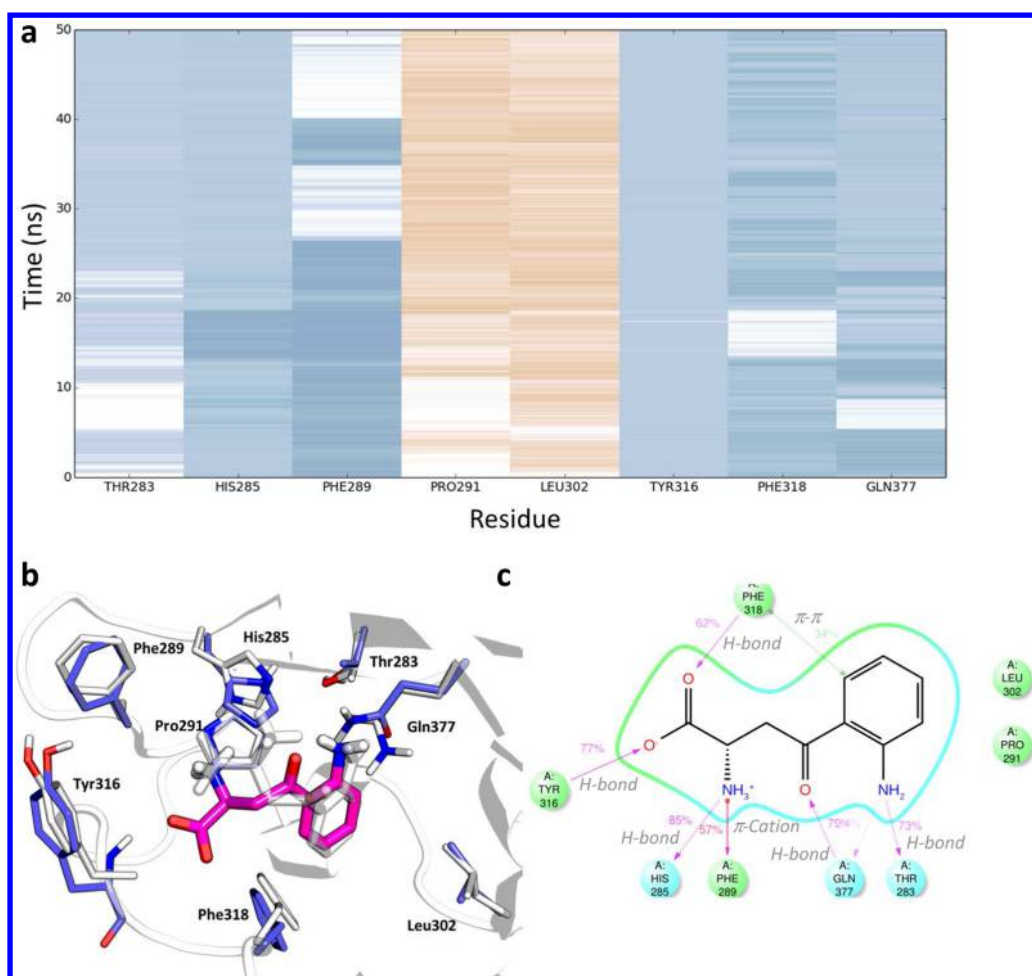 a
50
40
30
20
10
0
Time (ns)
THR283 HIS285 PHE289 PRO291 LEU302 TYR316 PHE318 GLN377
Residue
b
Phe289
His285
Thr283
Pro291
Gln377
Tyr316
Phe318
Leu302
c
A:
PHE
318
62%
H-bond
π-π
34%
A:
LEU
302
A:
PRO
291
O
O-
77%
H-bond
A:
TYR
316
NH3+
O
NH2
85%
H-bond
57%
π-Cation
H-bond
73%
H-bond
A:
HIS
285
A:
PHE
289
A:
GLN
377
A:
THR
283